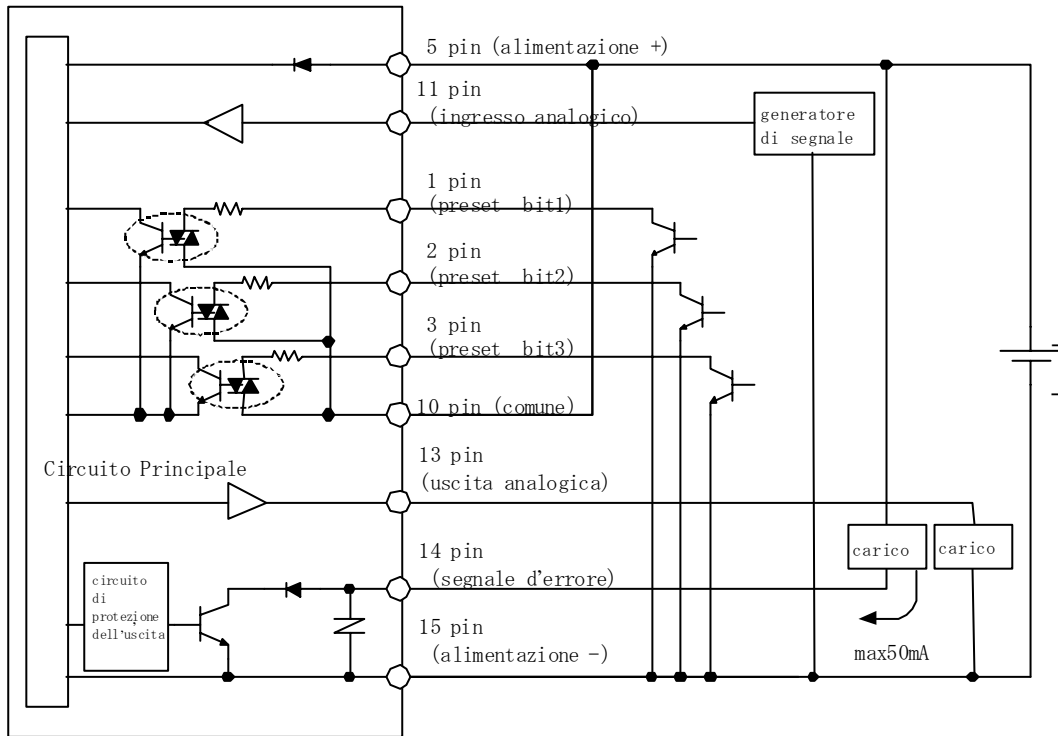 5 pin (alimentazione +)
11 pin
(ingresso analogico)
generatore
di segnale
1 pin
(preset bit1)
2 pin
(preset bit2)
3 pin
(preset bit3)
10 pin (comune)
Circuito Principale
13 pin
(uscita analogica)
carico
carico
14 pin
(segnale d'errore)
circuito
di
protezione
dell'uscita
15 pin
(alimentazione -)
max50mA